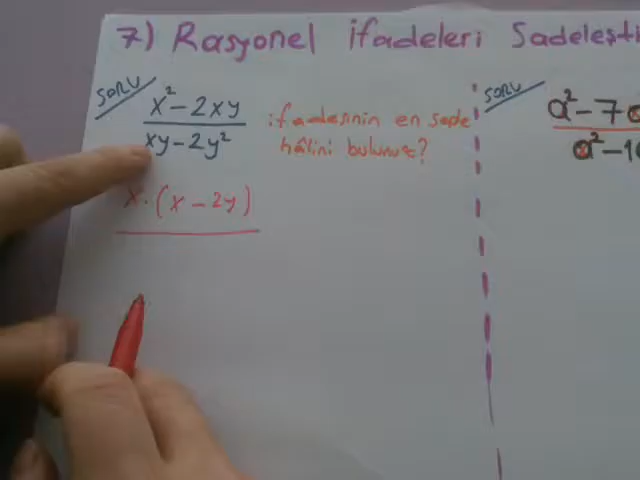 7) Rasyonel ifadeleri Sadeleşti
SORU
x² - 2xy
xy - 2y²
ifadesinin en sade
hâlini bulunuz?
x · (x - 2y)
SORU
a² - 7a
a² - 1